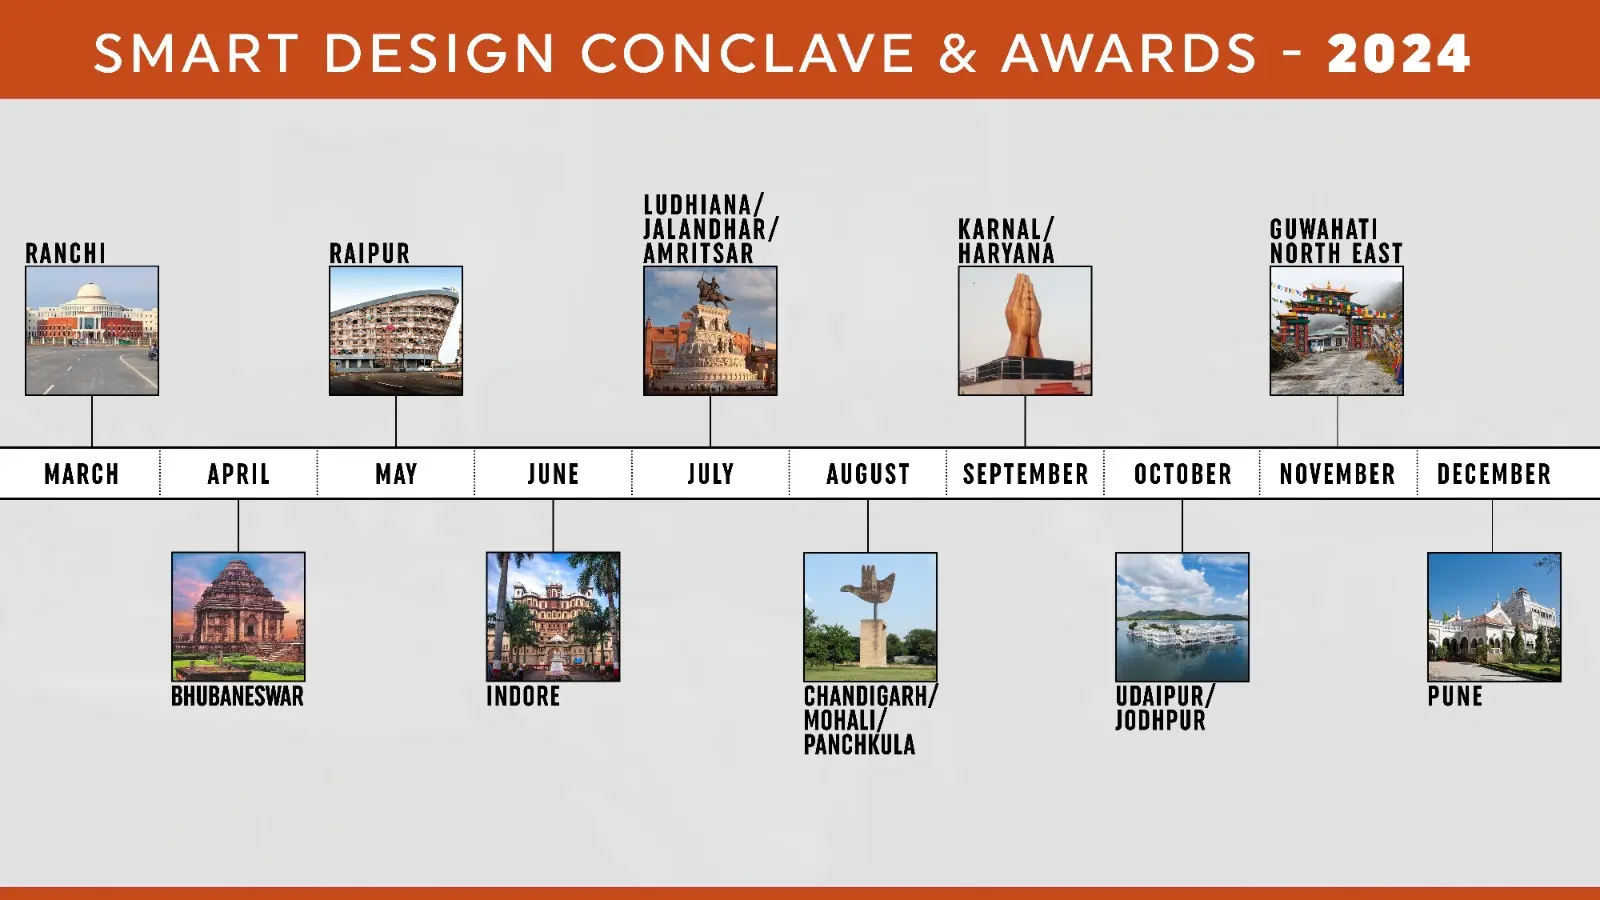 SMART DESIGN CONCLAVE & AWARDS - 2024
RANCHI
RAIPUR
LUDHIANA/
JALANDHAR/
AMRITSAR
KARNAL/
HARYANA
GUWAHATI
NORTH EAST
MARCH
APRIL
MAY
JUNE
JULY
AUGUST
SEPTEMBER
OCTOBER
NOVEMBER
DECEMBER
BHUBANESWAR
INDORE
CHANDIGARH/
MOHALI/
PANCHKULA
UDAIPUR/
JODHPUR
PUNE